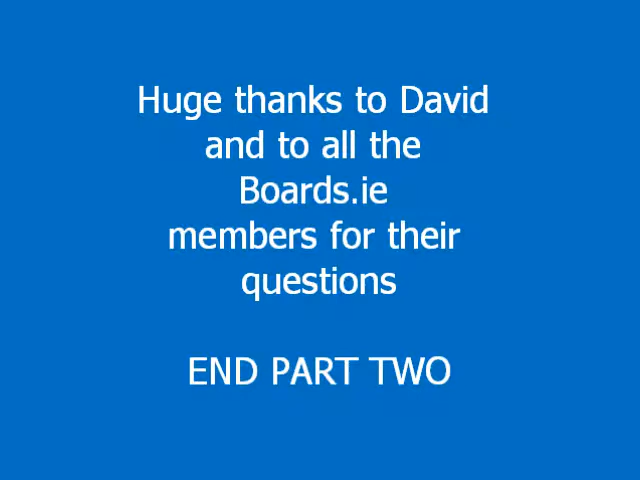 Huge thanks to David
and to all the
Boards.ie
members for their
questions
END PART TWO